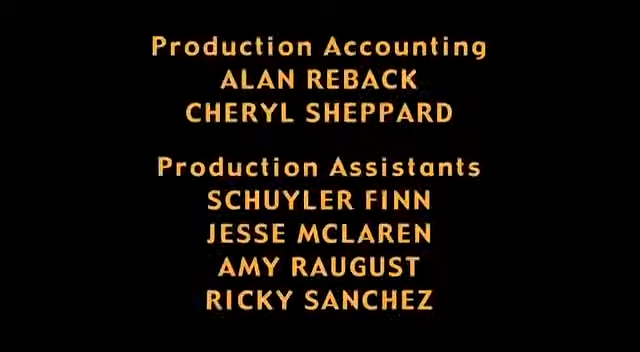 Production Accounting
ALAN REBACK
CHERYL SHEPPARD
Production Assistants
SCHUYLER FINN
JESSE MCLAREN
AMY RAUGUST
RICKY SANCHEZ